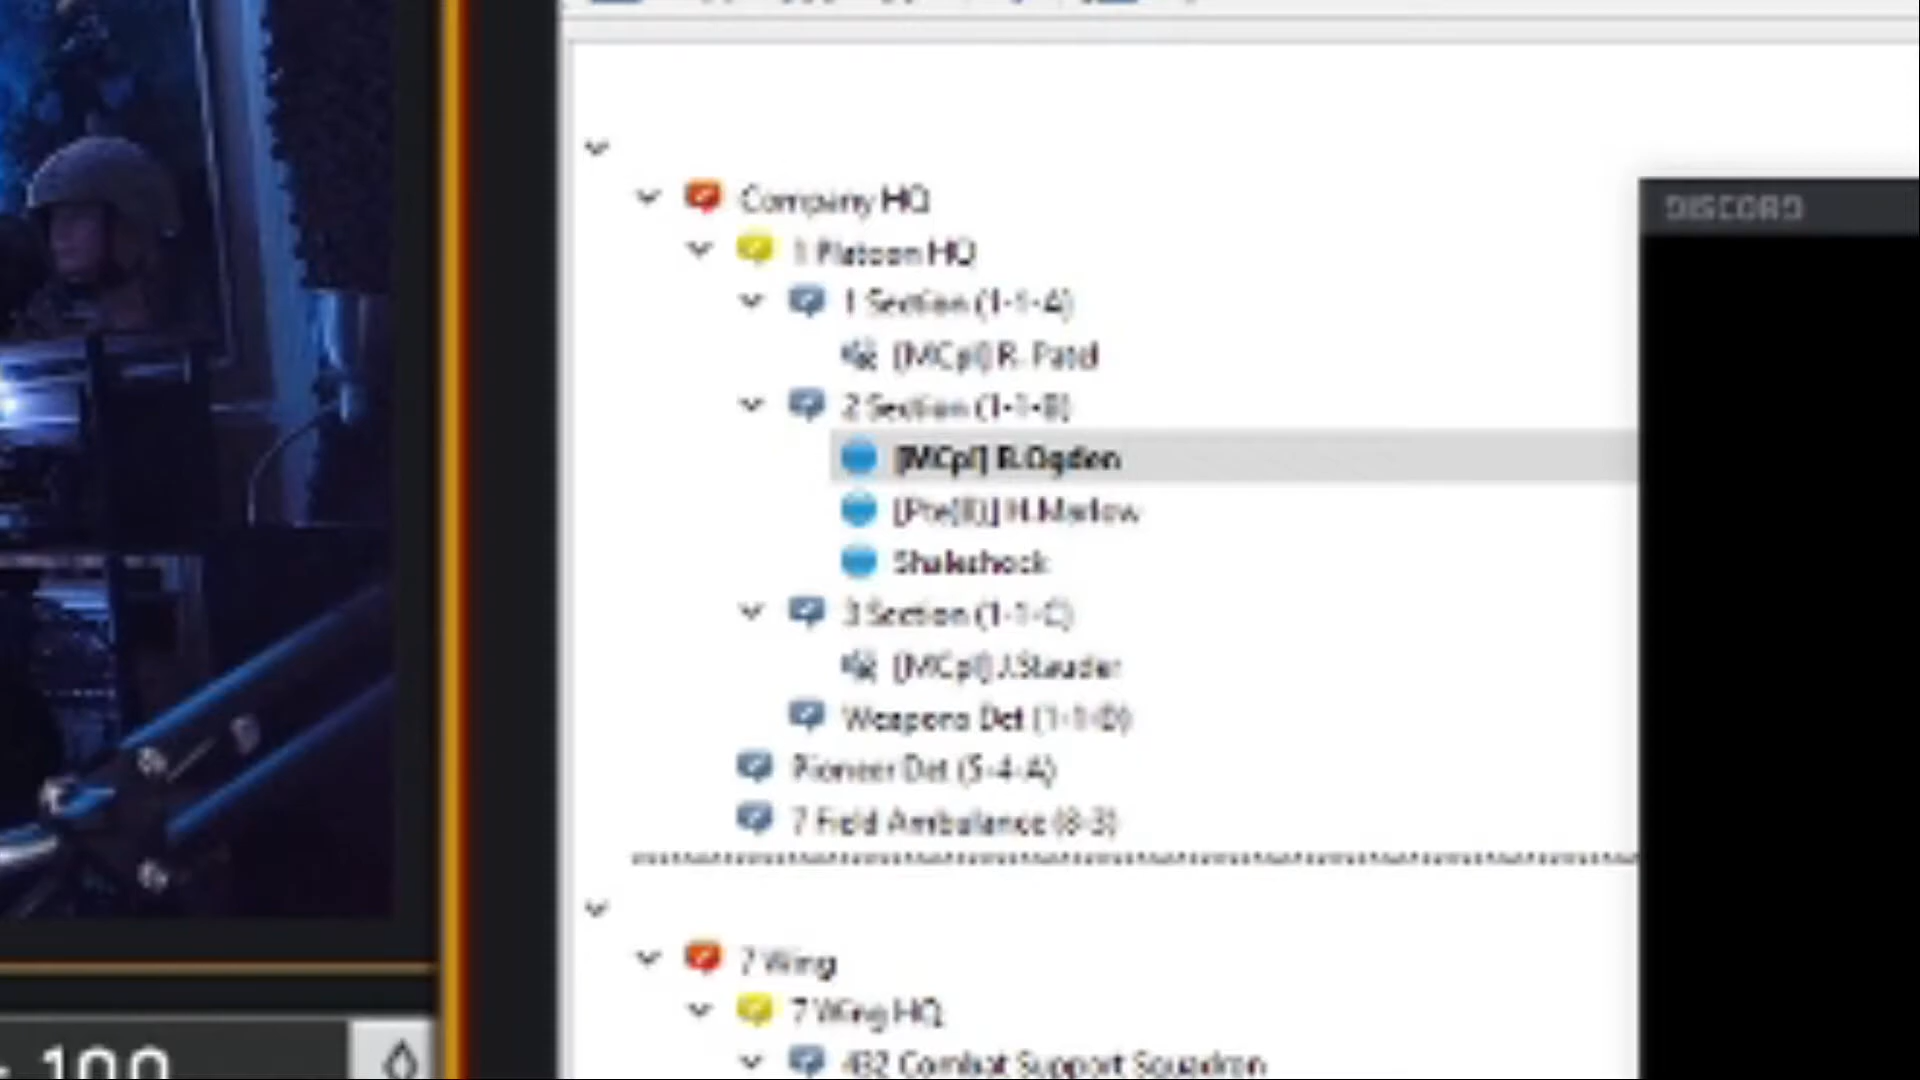 Company HQ
DISCORD
1 Platoon HQ
1 Section (1-1-A)
[MCpl] R. Patel
2 Section (1-1-B)
[MCpl] R.Ogden
[Pte(B)] H.Marlow
Shakeshock
3 Section (1-1-C)
[MCpl] J.Stauder
Weapons Det (1-1-D)
Pioneer Det (5-4-A)
7 Field Ambulance (8-3)
7 Wing
7 Wing HQ
432 Combat Support Squadron
100